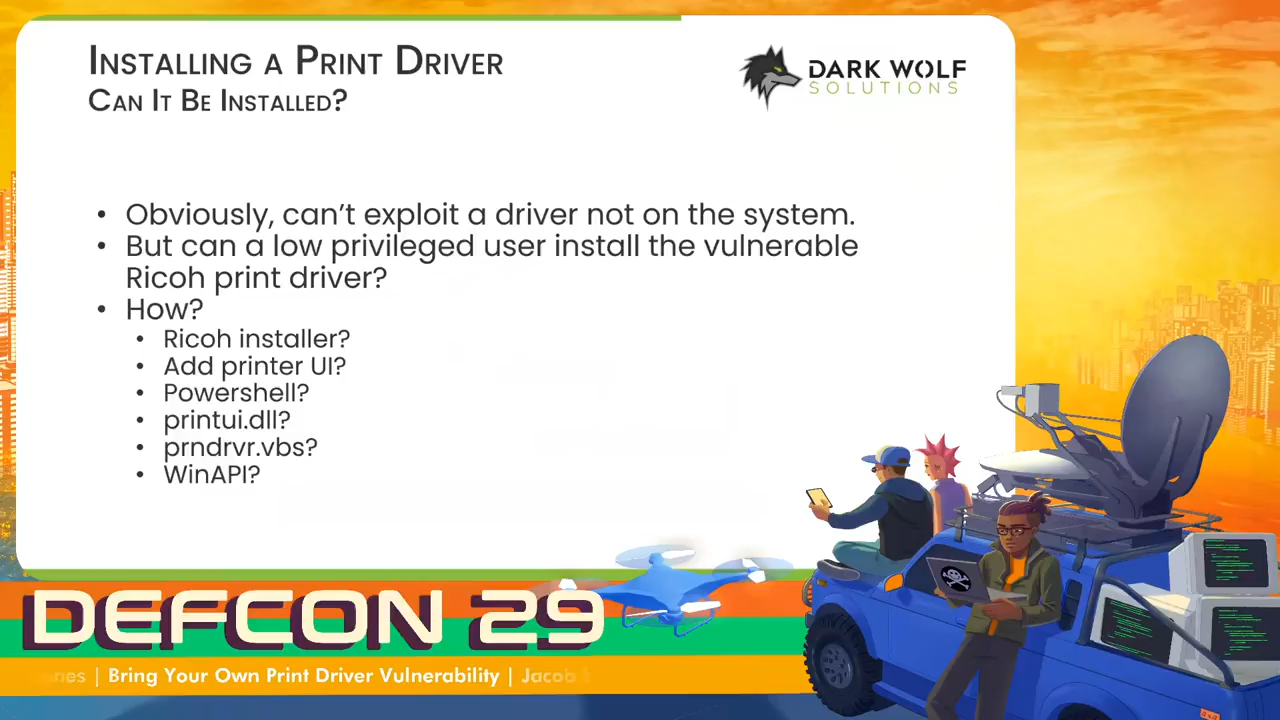 Installing a Print Driver
Can It Be Installed?
DARK WOLF
SOLUTIONS
• Obviously, can't exploit a driver not on the system.
• But can a low privileged user install the vulnerable
Ricoh print driver?
• How?
• Ricoh installer?
• Add printer UI?
• Powershell?
• printui.dll?
• prndrvr.vbs?
• WinAPI?
DEFCON 29
nes | Bring Your Own Print Driver Vulnerability | Jacob